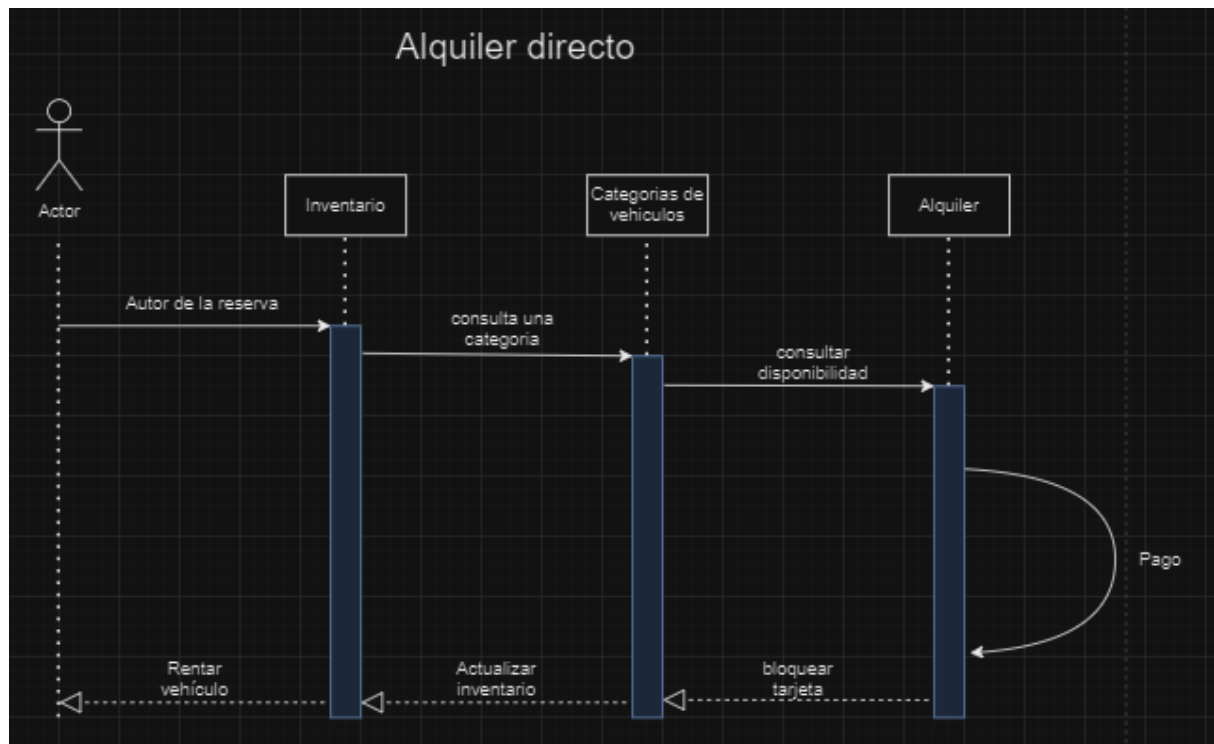 Alquiler directo
Actor
Inventario
Categorias de
vehiculos
Alquiler
Autor de la reserva
consulta una
categoria
consultar
disponibilidad
Pago
Rentar
vehículo
Actualizar
inventario
bloquear
tarjeta